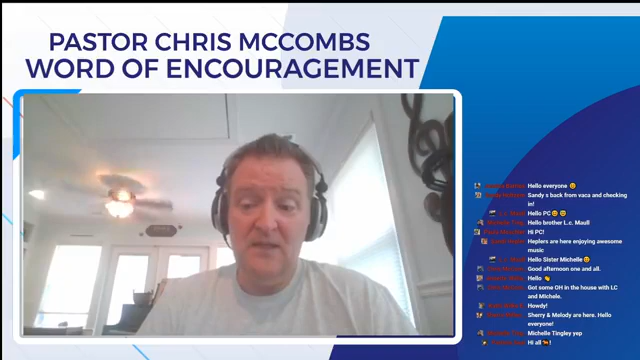 PASTOR CHRIS MCCOMBS
WORD OF ENCOURAGEMENT
Hello everyone 😀
Sandy s back from vaca and checking
in!
Hello PC
Hello brother L.c. Maull
Hi PC!
Heplers are here enjoying awesome
music
Hello Sister Michelle
Good afternoon one and all.
Hello 👋
Got some OH in the house with LC
and Michele.
Howdy!
Sherry & Melody are here. Hello
everyone!
Michelle Tingley yep
Hi all !